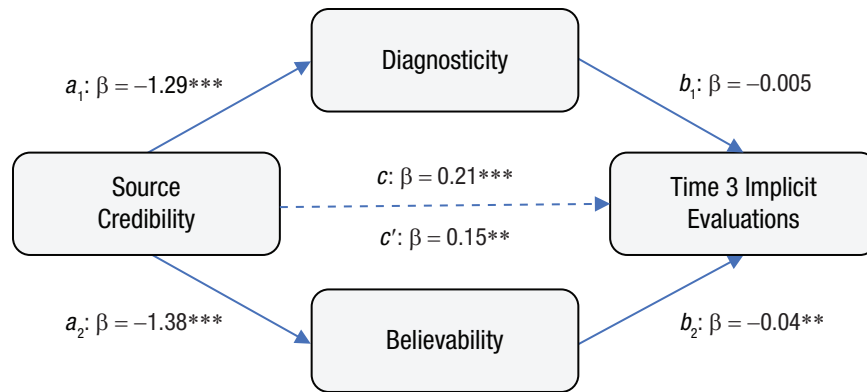 Diagnosticity
a₁: β = –1.29***
b₁: β = –0.005
Source
Credibility
c: β = 0.21***
c′: β = 0.15**
Time 3 Implicit
Evaluations
a₂: β = –1.38***
b₂: β = –0.04**
Believability